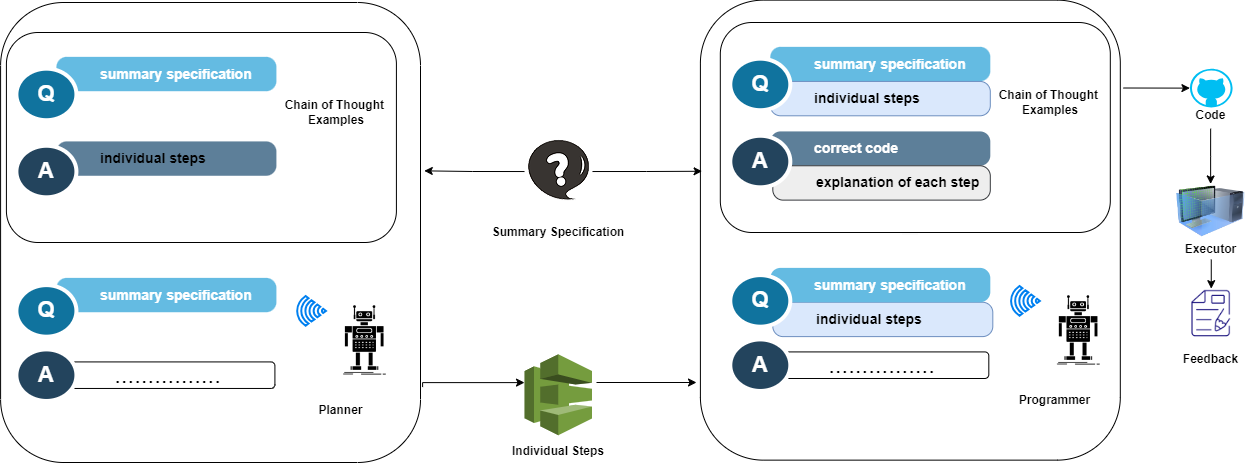 Q
summary specification
Chain of Thought
Examples
A
individual steps
Q
summary specification
A
................
Planner
Summary Specification
Individual Steps
Q
summary specification
individual steps
Chain of Thought
Examples
A
correct code
explanation of each step
Q
summary specification
individual steps
A
................
Programmer
Code
Executor
Feedback